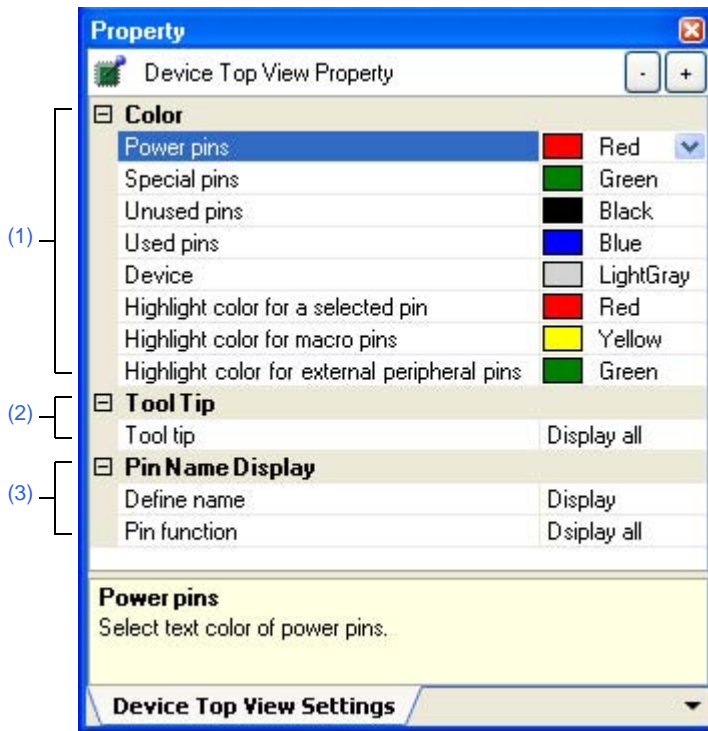 Property
Device Top View Property
- +
(1)
Color
Power pins Red
Special pins Green
Unused pins Black
Used pins Blue
Device LightGray
Highlight color for a selected pin Red
Highlight color for macro pins Yellow
Highlight color for external peripheral pins Green
(2)
Tool Tip
Tool tip Display all
(3)
Pin Name Display
Define name Display
Pin function Dsiplay all
Power pins
Select text color of power pins.
Device Top View Settings